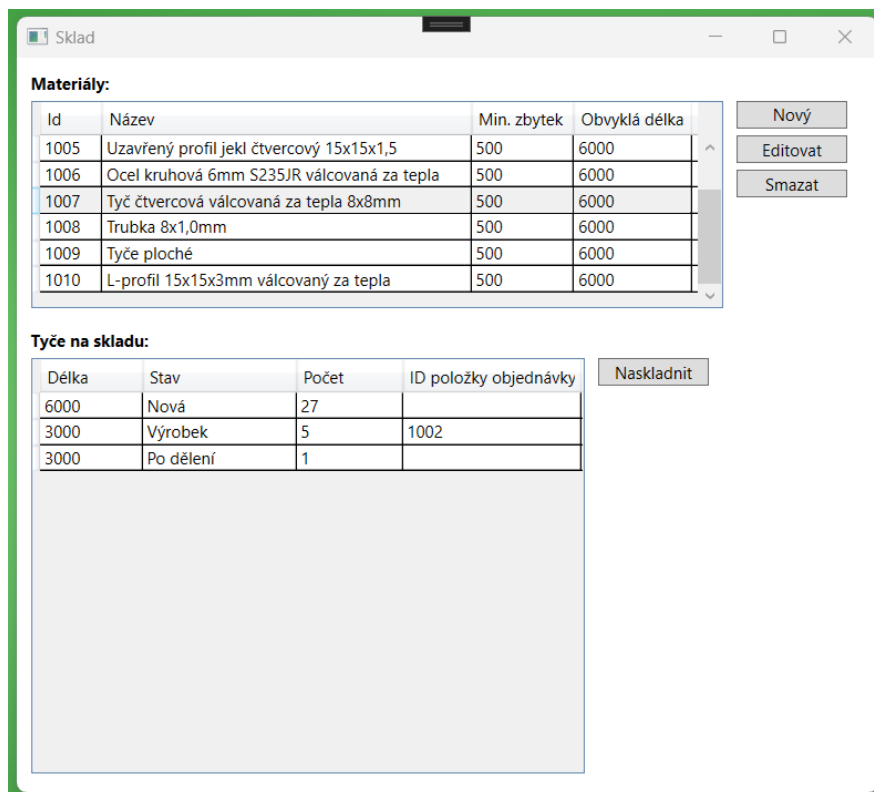 Sklad
Materiály:
Id Název Min. zbytek Obvyklá délka Nový
1005 Uzavřený profil jekl čtvercový 15x15x1,5 500 6000 Editovat
1006 Ocel kruhová 6mm S235JR válcovaná za tepla 500 6000 Smazat
1007 Tyč čtvercová válcovaná za tepla 8x8mm 500 6000
1008 Trubka 8x1,0mm 500 6000
1009 Tyče ploché 500 6000
1010 L-profil 15x15x3mm válcovaný za tepla 500 6000
Tyče na skladu:
Délka Stav Počet ID položky objednávky Naskladnit
6000 Nová 27
3000 Výrobek 5 1002
3000 Po dělení 1